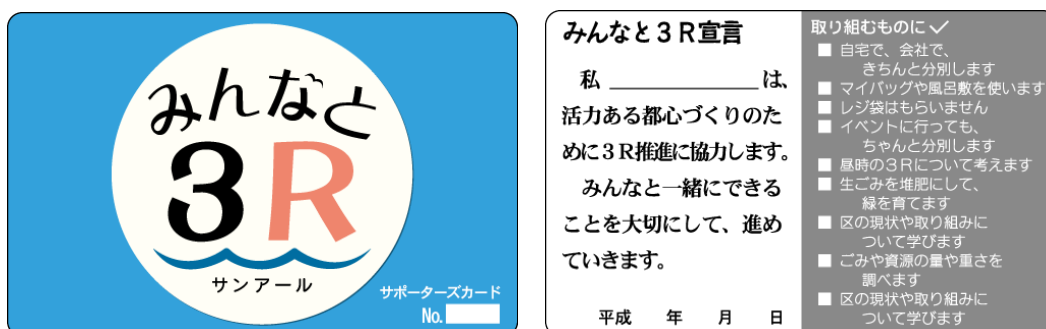 みんなと
3R
サンアール
サポーターズカード
No.
みんなと3R宣言
私＿＿＿＿＿＿は、
活力ある都心づくりのた
めに3R推進に協力します。
みんなと一緒にできる
ことを大切にして、進め
ていきます。
平成　年　月　日
取り組むものに✓
■ 自宅で、会社で、
きちんと分別します
■ マイバッグや風呂敷を使います
■ レジ袋はもらいません
■ イベントに行っても、
ちゃんと分別します
■ 昼時の3Rについて考えます
■ 生ごみを堆肥にして、
緑を育てます
■ 区の現状や取り組みに
ついて学びます
■ ごみや資源の量や重さを
調べます
■ 区の現状や取り組みに
ついて学びます